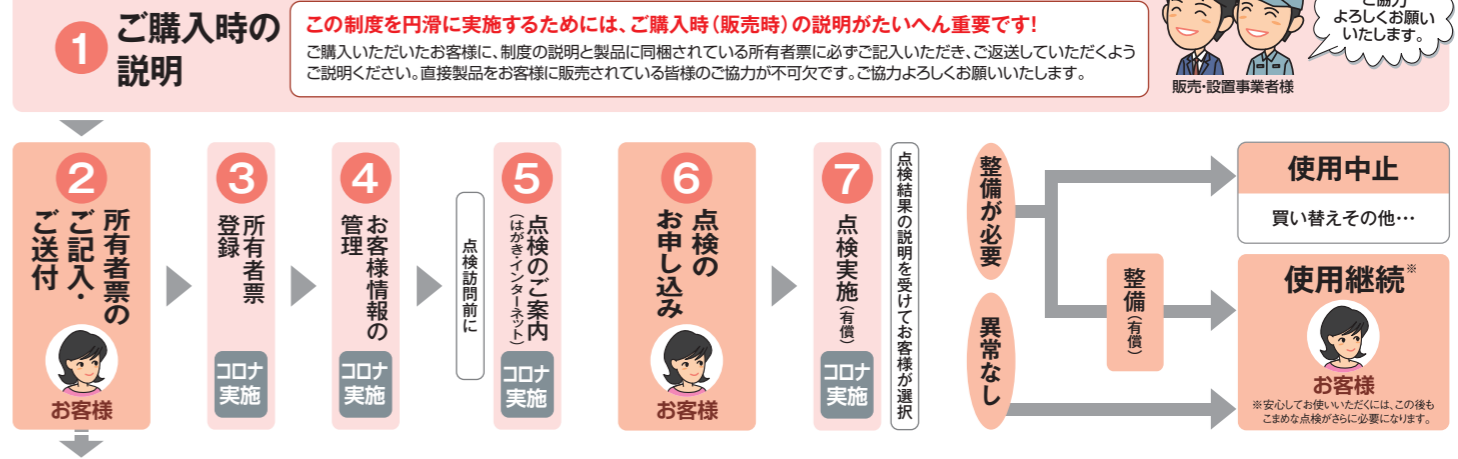 1
ご購入時の
説明
この制度を円滑に実施するためには、ご購入時(販売時)の説明がたいへん重要です!
ご購入いただいたお客様に、制度の説明と製品に同梱されている所有者票に必ずご記入いただき、ご返送していただくよう
ご説明ください。直接製品をお客様に販売されている皆様のご協力が不可欠です。ご協力よろしくお願いいたします。
ご協力
よろしくお願い
いたします。
販売・設置事業者様
2
所有者票の
ご記入・
ご送付
お客様
3
所有者票
登録
コロナ
実施
4
お客様情報の
管理
コロナ
実施
点検訪問前に
5
点検のご案内
(はがき・インターネット)
コロナ
実施
6
点検の
お申し込み
お客様
7
点検実施(有償)
コロナ
実施
点検結果の説明を受けてお客様が選択
整備が必要
異常なし
整備(有償)
使用中止
買い替えその他…
使用継続※
お客様
※安心してお使いいただくには、この後も
こまめな点検がさらに必要になります。